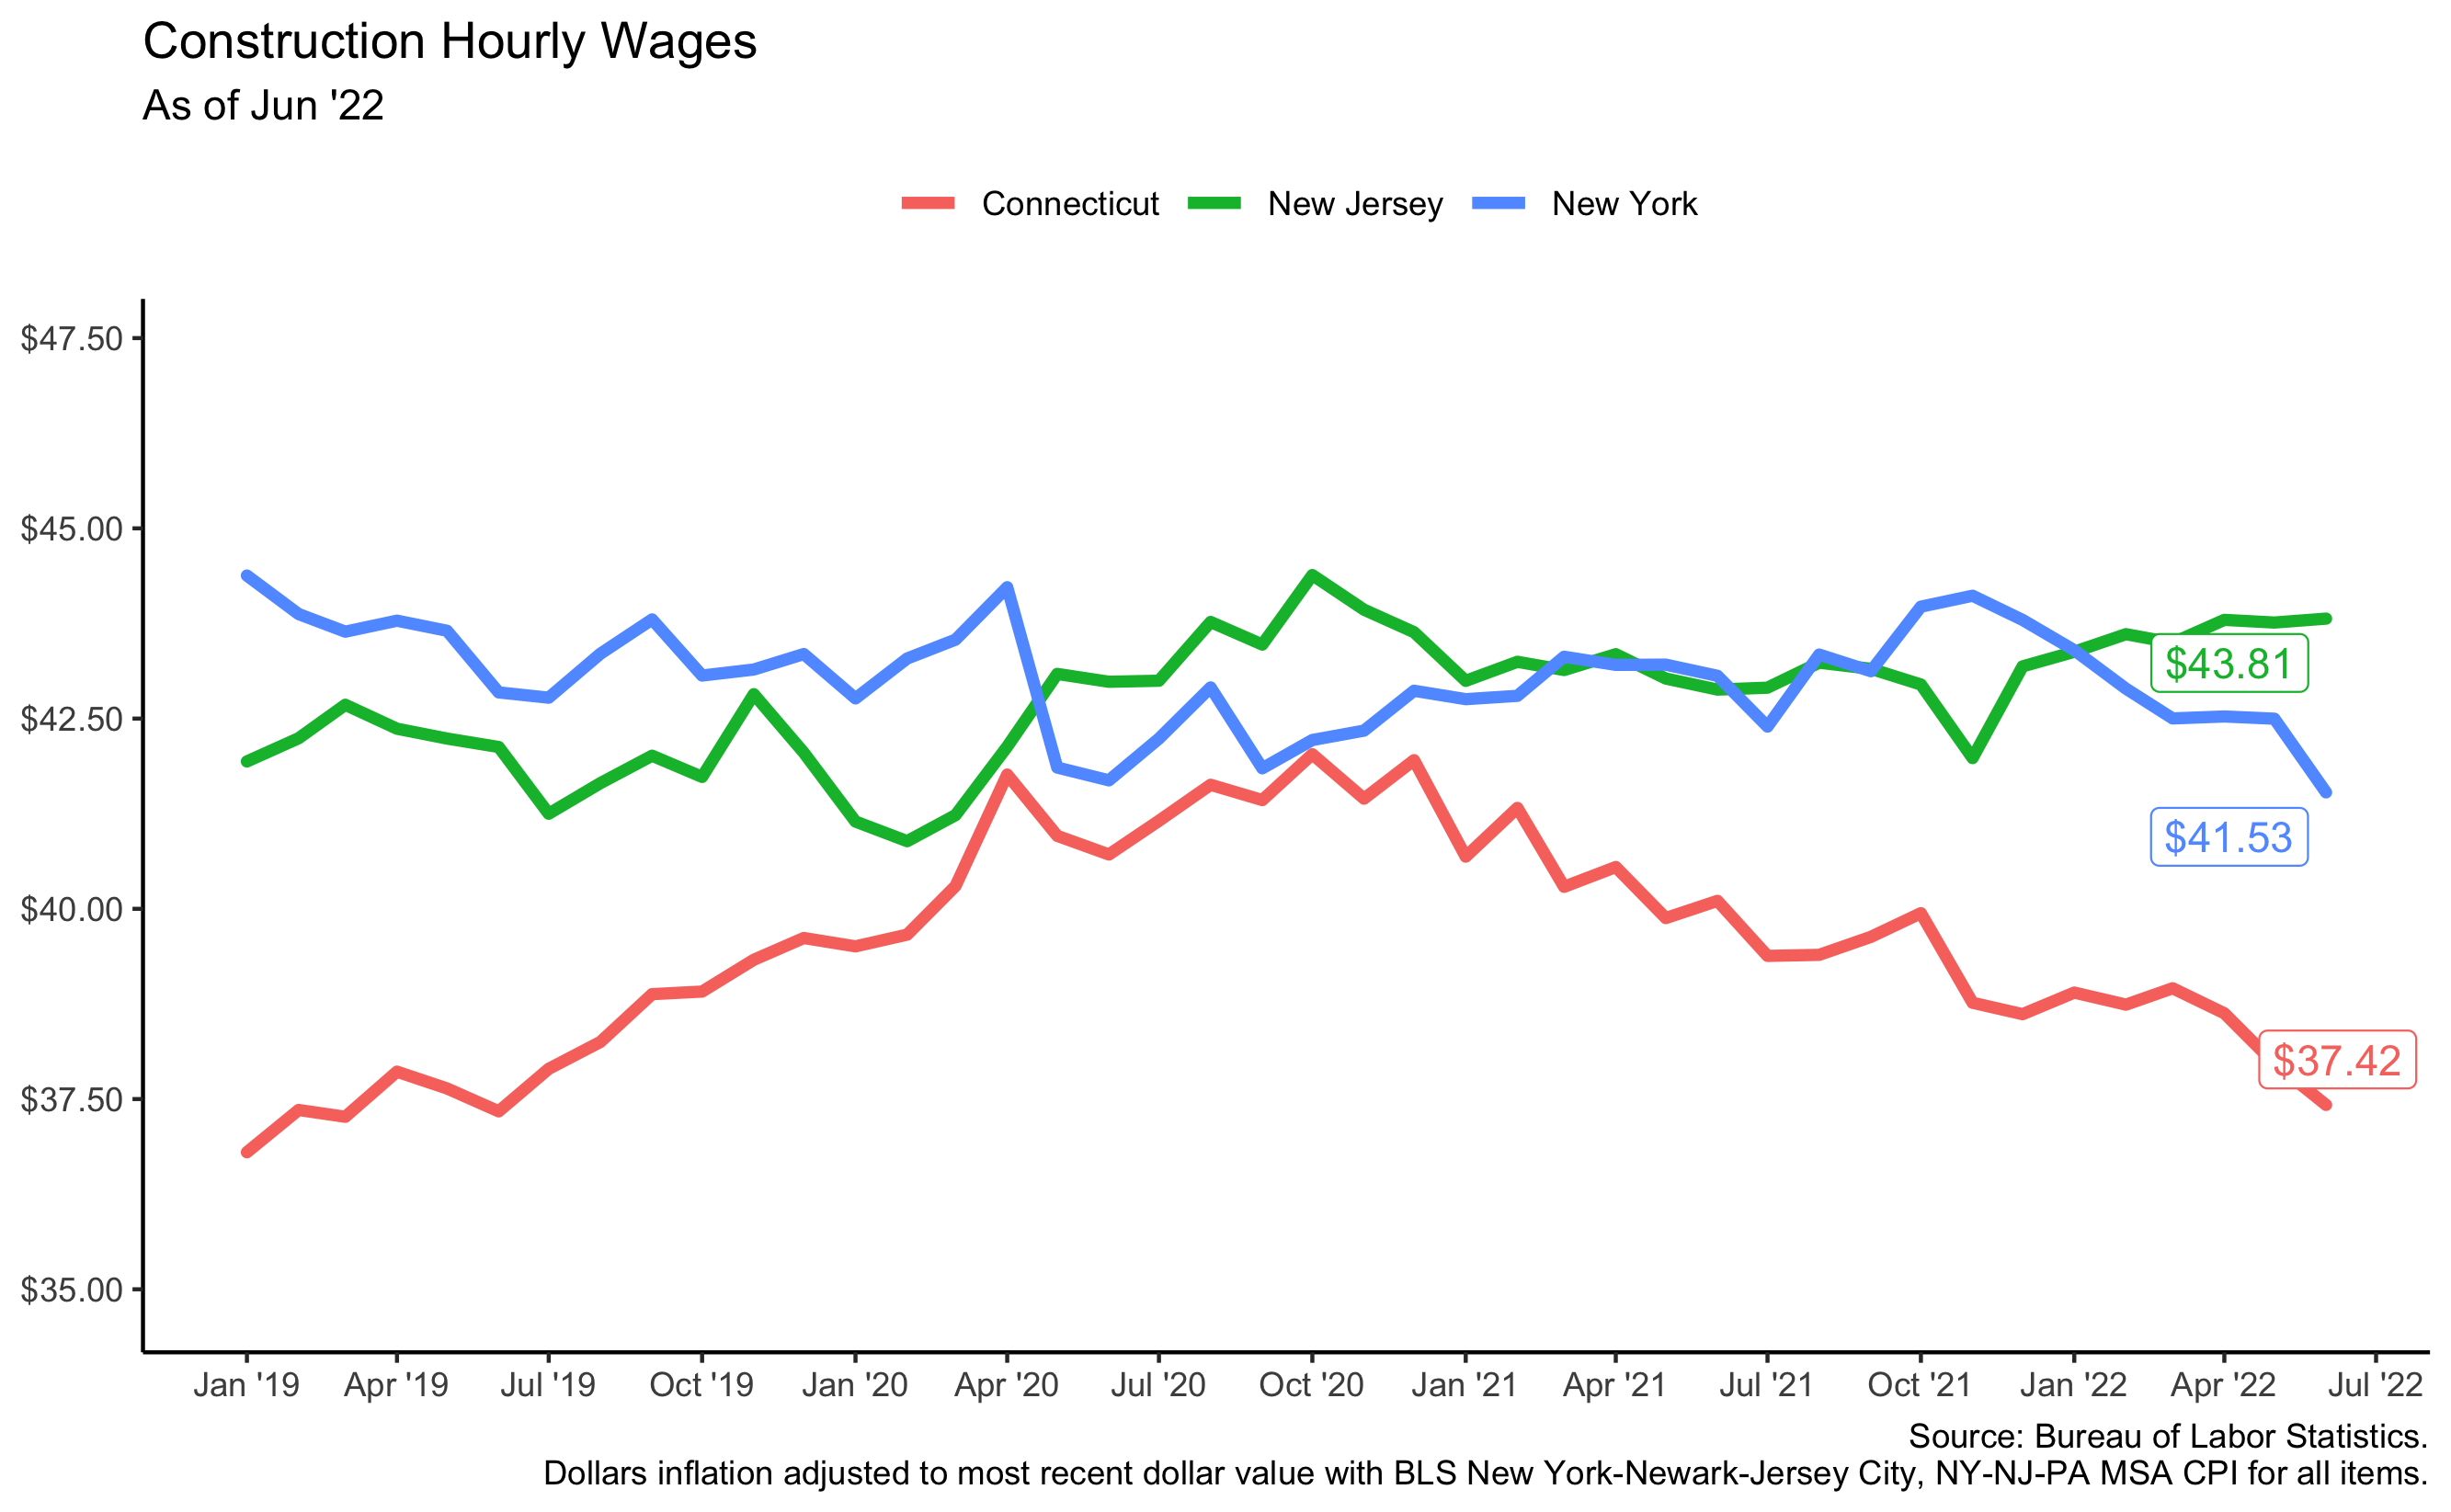 Construction Hourly Wages
As of Jun '22
Connecticut New Jersey New York
$47.50
$45.00
$42.50
$40.00
$37.50
$35.00
$43.81
$41.53
$37.42
Jan '19 Apr '19 Jul '19 Oct '19 Jan '20 Apr '20 Jul '20 Oct '20 Jan '21 Apr '21 Jul '21 Oct '21 Jan '22 Apr '22 Jul '22
Source: Bureau of Labor Statistics.
Dollars inflation adjusted to most recent dollar value with BLS New York-Newark-Jersey City, NY-NJ-PA MSA CPI for all items.